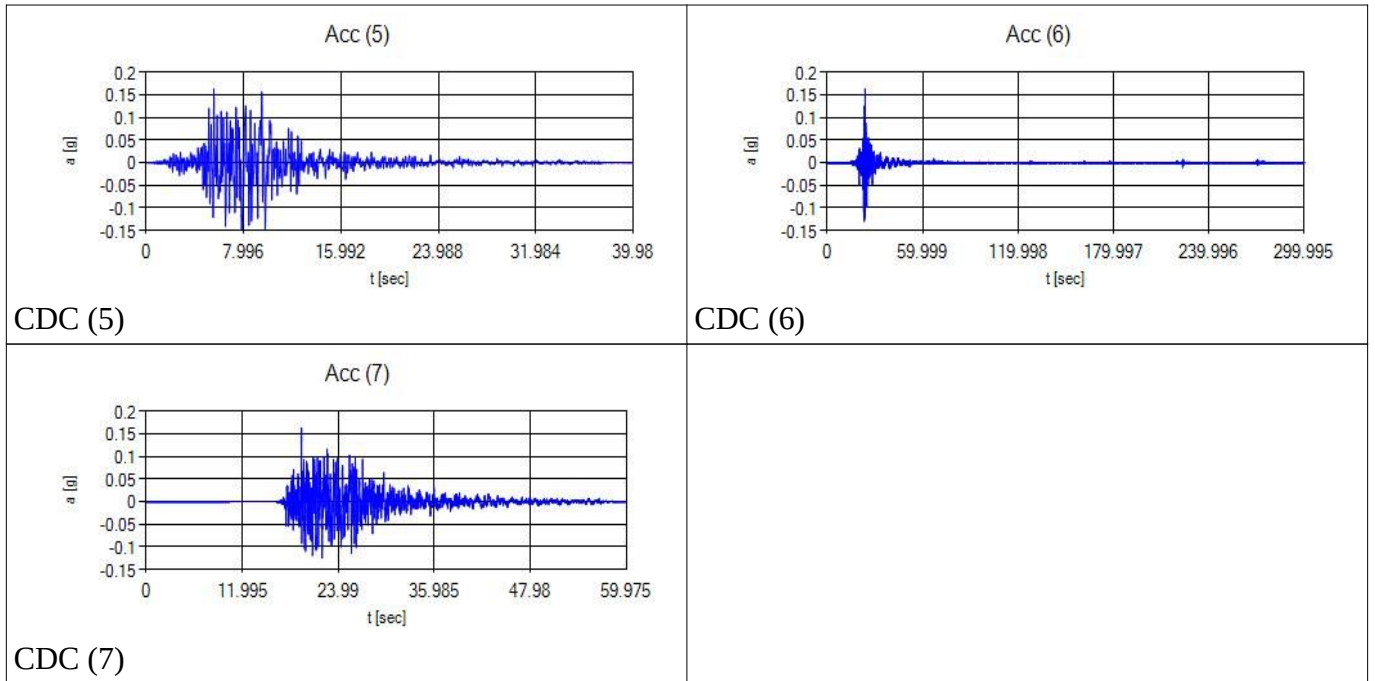 Acc (5)
0.2
0.15
0.1
0.05
0
-0.05
-0.1
-0.15
a [g]
0 7.996 15.992 23.988 31.984 39.98
t [sec]
CDC (5)
Acc (6)
0.2
0.15
0.1
0.05
0
-0.05
-0.1
-0.15
a [g]
0 59.999 119.998 179.997 239.996 299.995
t [sec]
CDC (6)
Acc (7)
0.2
0.15
0.1
0.05
0
-0.05
-0.1
-0.15
a [g]
0 11.995 23.99 35.985 47.98 59.975
t [sec]
CDC (7)